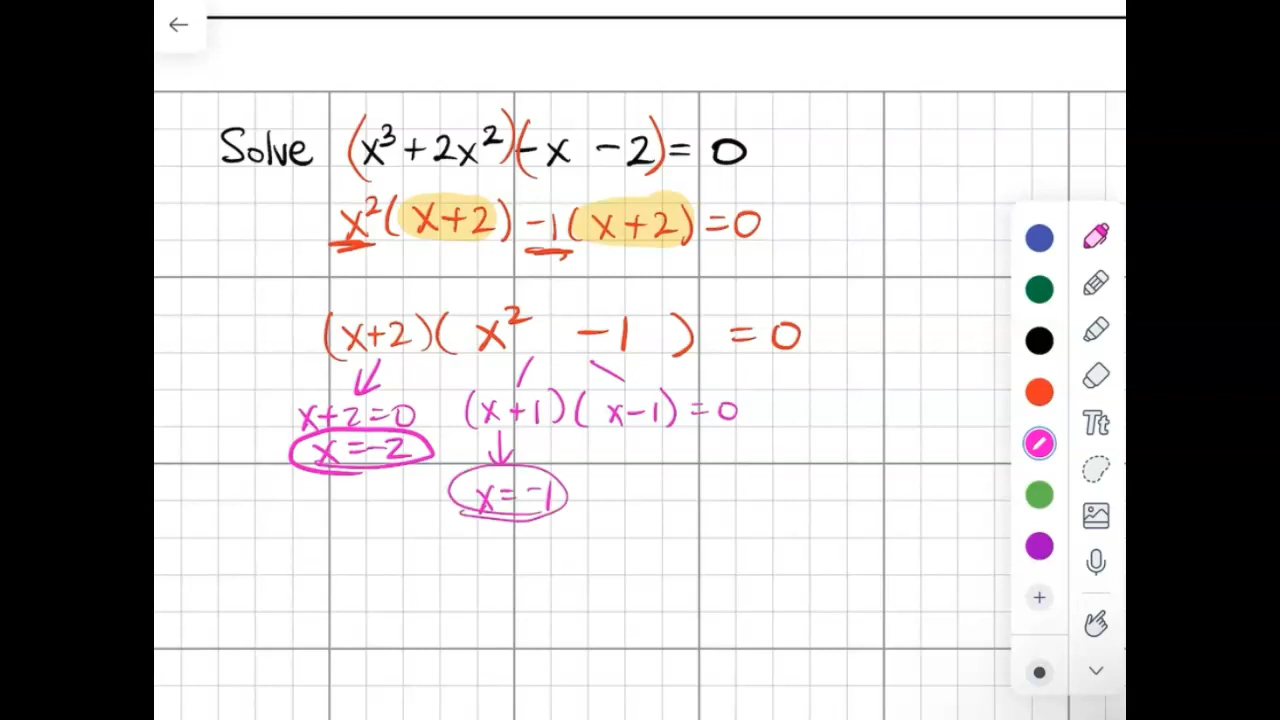 Solve (x³+2x²)(-x -2)= 0
x²(x+2) -1(x+2)=0
(x+2)(x² -1) =0
x+2=0 (x+1)(x-1)=0
x=-2
x=-1
Tt